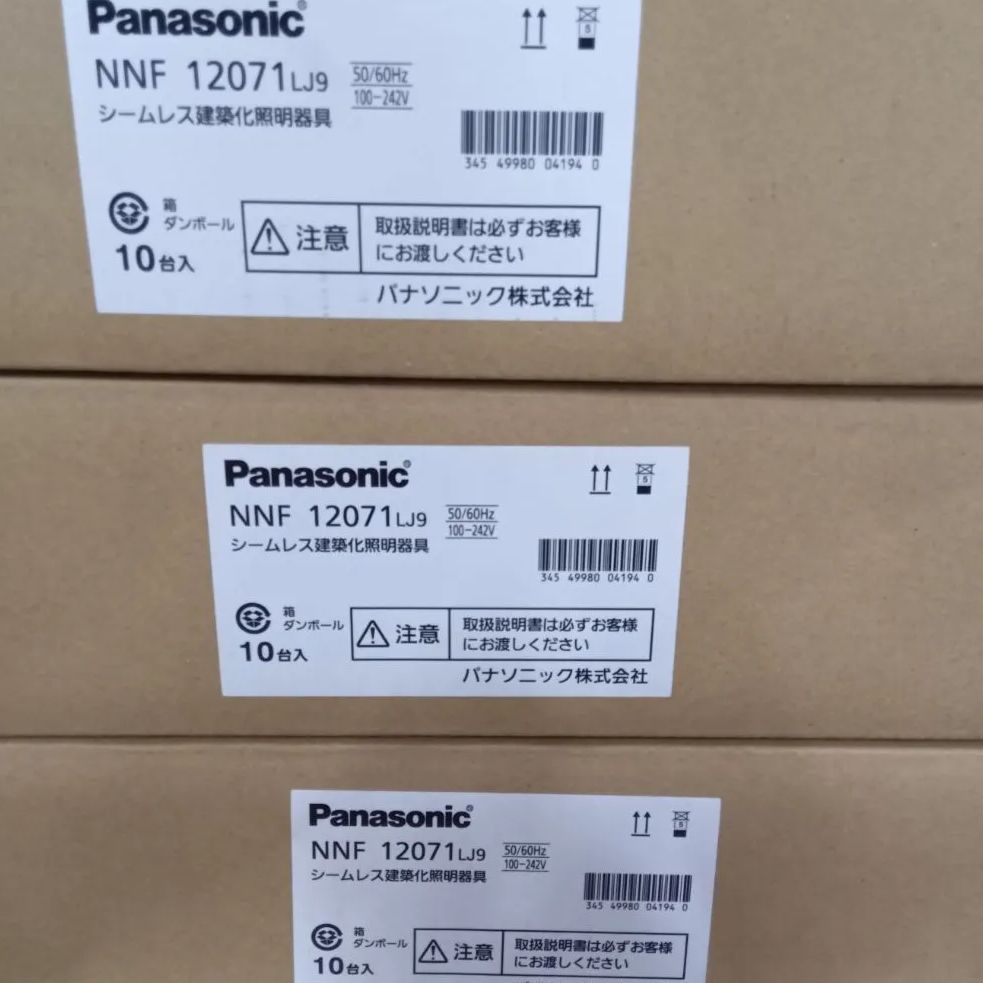 Panasonic®
NNF 12071LJ9
50/60Hz
100-242V
シームレス建築化照明器具
5
345 49980 04194 0
箱
ダンボール
10台入
注意
取扱説明書は必ずお客様
にお渡しください
パナソニック株式会社
Panasonic®
NNF 12071LJ9
50/60Hz
100-242V
シームレス建築化照明器具
5
345 49980 04194 0
箱
ダンボール
10台入
注意
取扱説明書は必ずお客様
にお渡しください
パナソニック株式会社
Panasonic®
NNF 12071LJ9
50/60Hz
100-242V
シームレス建築化照明器具
5
345 49980 04194 0
箱
ダンボール
10台入
注意
取扱説明書は必ずお客様
にお渡しください